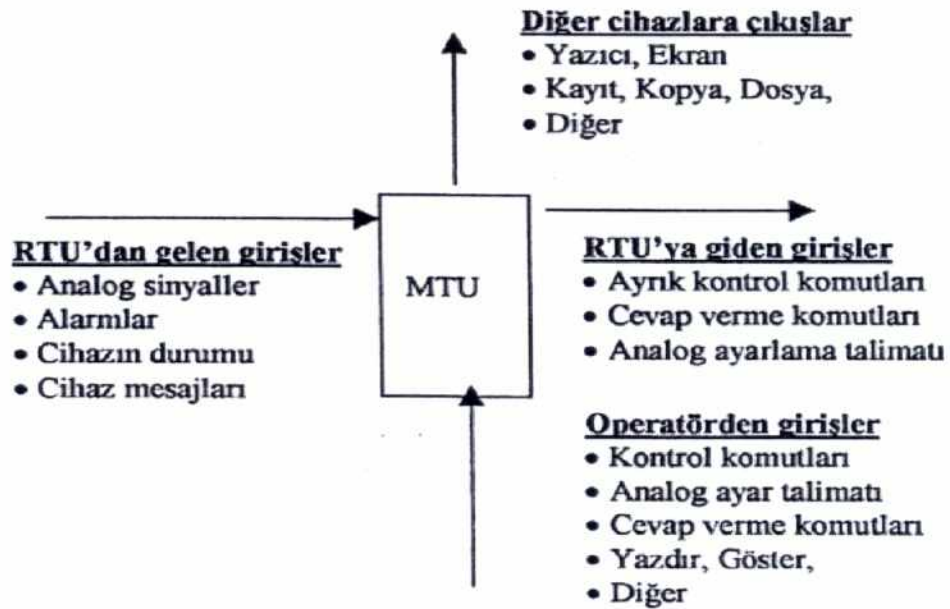 Diğer cihazlara çıkışlar
• Yazıcı, Ekran
• Kayıt, Kopya, Dosya,
• Diğer
RTU'dan gelen girişler
• Analog sinyaller
• Alarmlar
• Cihazın durumu
• Cihaz mesajları
MTU
RTU'ya giden girişler
• Ayrık kontrol komutları
• Cevap verme komutları
• Analog ayarlama talimatı
Operatörden girişler
• Kontrol komutları
• Analog ayar talimatı
• Cevap verme komutları
• Yazdır, Göster,
• Diğer